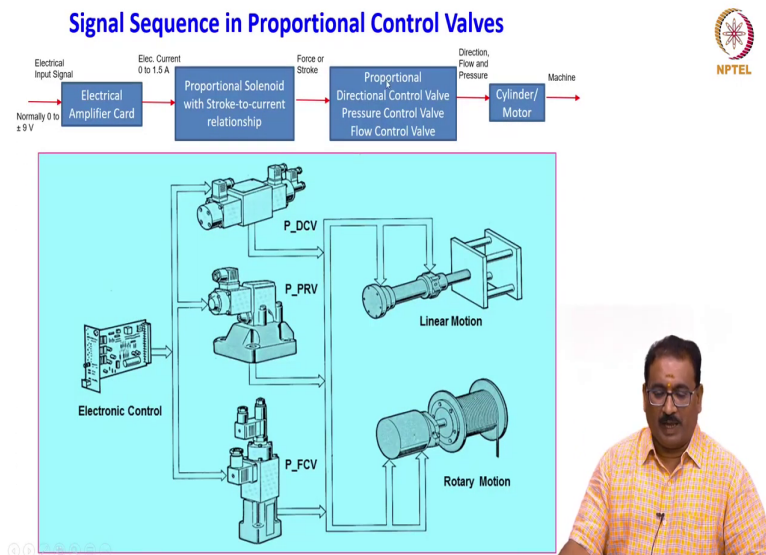 Signal Sequence in Proportional Control Valves
Electrical
Input Signal
Normally 0 to
± 9 V
Electrical
Amplifier Card
Elec. Current
0 to 1.5 A
Proportional Solenoid
with Stroke-to-current
relationship
Force or
Stroke
Proportional
Directional Control Valve
Pressure Control Valve
Flow Control Valve
Direction,
Flow and
Pressure
Cylinder/
Motor
Machine
NPTEL
P_DCV
P_PRV
P_FCV
Electronic Control
Linear Motion
Rotary Motion